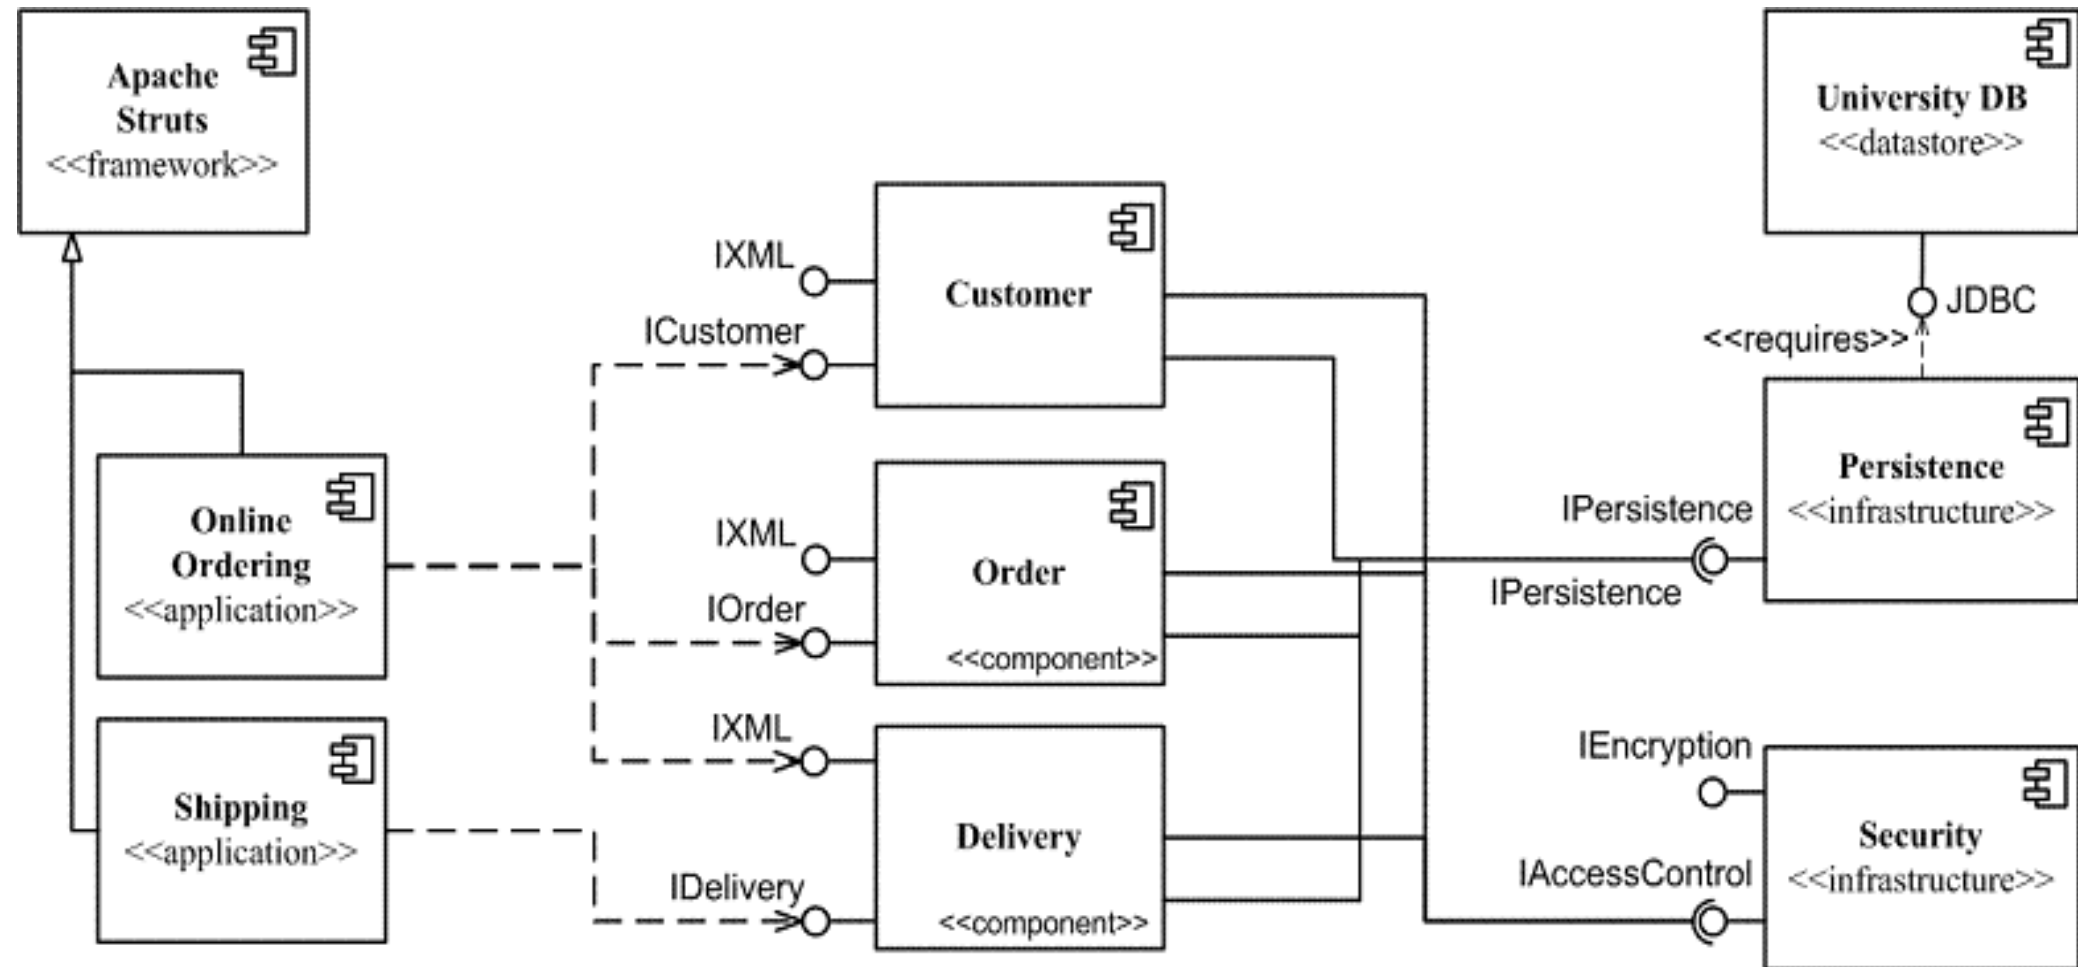 Apache
Struts
<<framework>>
Online
Ordering
<<application>>
Shipping
<<application>>
IXML
ICustomer
Customer
IXML
IOrder
Order
<<component>>
IXML
IDelivery
Delivery
<<component>>
University DB
<<datastore>>
JDBC
<<requires>>
Persistence
<<infrastructure>>
IPersistence
IPersistence
IEncryption
IAccessControl
Security
<<infrastructure>>